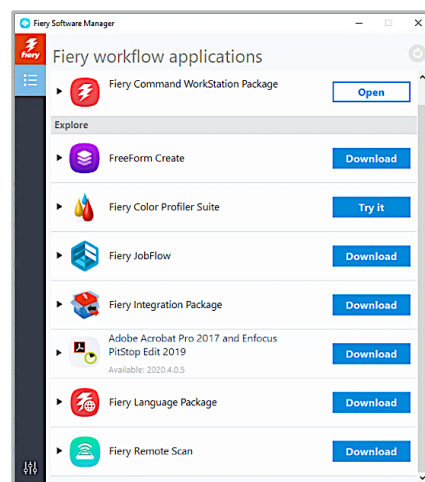 Fiery Software Manager
fiery
Fiery workflow applications
Fiery Command WorkStation Package
Open
Explore
FreeForm Create
Download
Fiery Color Profiler Suite
Try it
Fiery JobFlow
Download
Fiery Integration Package
Download
Adobe Acrobat Pro 2017 and Enfocus
PitStop Edit 2019
Available: 2020.4.0.5
Download
Fiery Language Package
Download
Fiery Remote Scan
Download